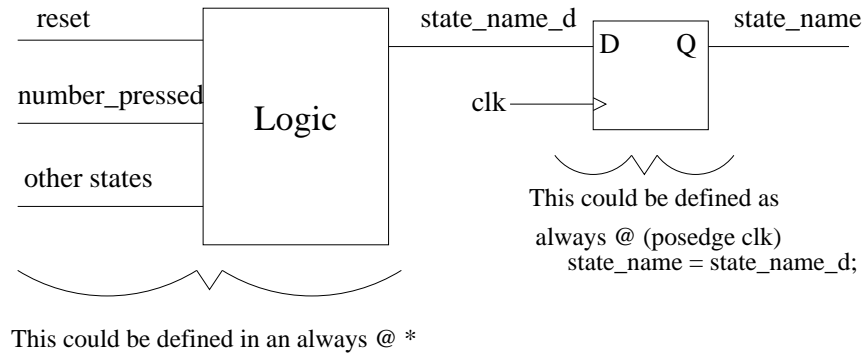 reset
number_pressed
other states
Logic
state_name_d
D Q
clk
state_name
This could be defined as
always @ (posedge clk)
state_name = state_name_d;
This could be defined in an always @ *